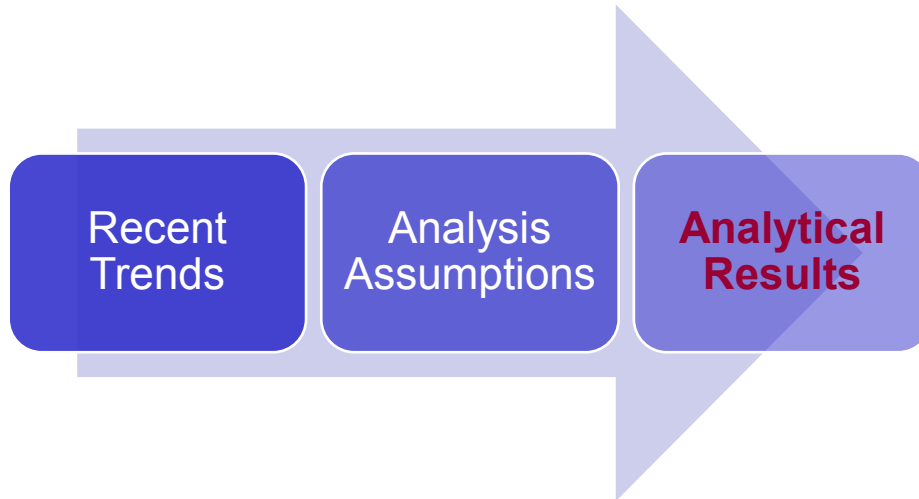 Recent
Trends
Analysis
Assumptions
Analytical
Results